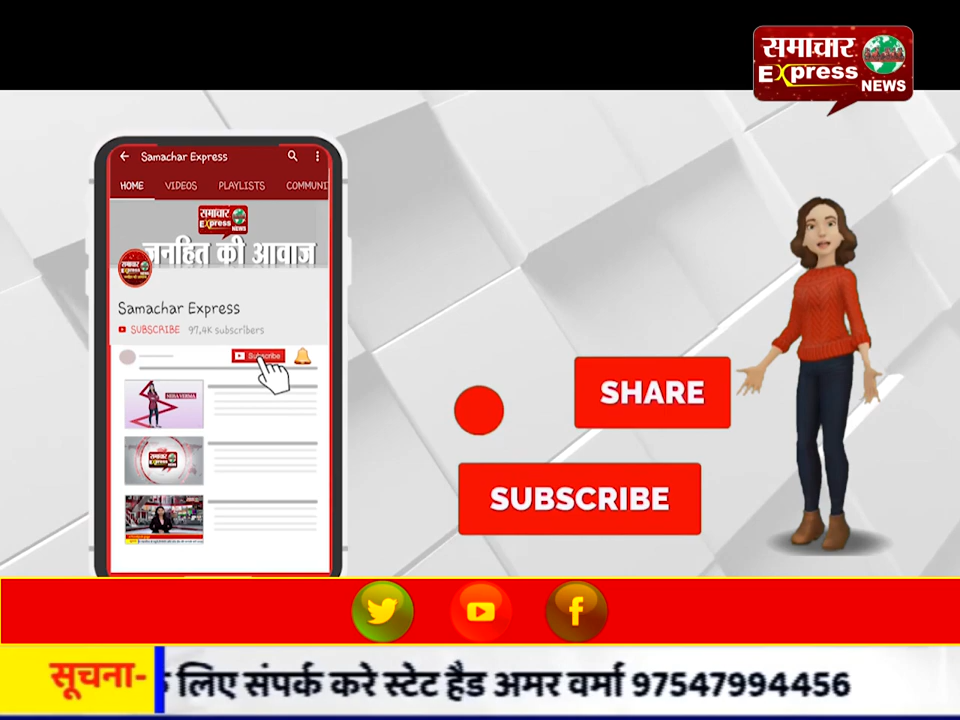 समाचार
Express
NEWS
Samachar Express
HOME VIDEOS PLAYLISTS COMMUNI
समाचार
Express
NEWS
जनहित की आवाज
Samachar Express
SUBSCRIBE 97.4K subscribers
Subscribe
SHARE
SUBSCRIBE
सूचना- लिए संपर्क करे स्टेट हैड अमर वर्मा 97547994456